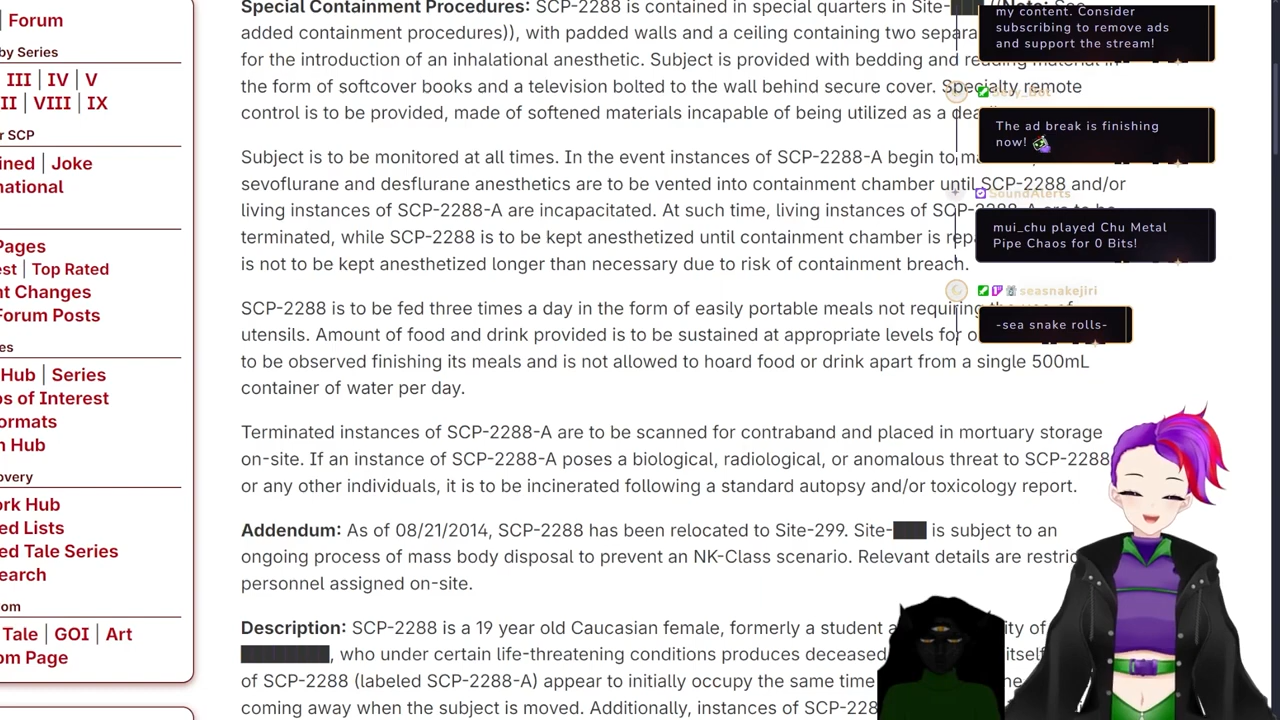 | Forum
by Series
III | IV | V
II | VIII | IX
r SCP
ined | Joke
national
Pages
est | Top Rated
nt Changes
Forum Posts
es
Hub | Series
os of Interest
ormats
n Hub
overy
ork Hub
ed Lists
ed Tale Series
earch
om
Tale | GOI | Art
om Page
Special Containment Procedures: SCP-2288 is contained in special quarters in Site-███ ((Note: See
added containment procedures)), with padded walls and a ceiling containing two separa
for the introduction of an inhalational anesthetic. Subject is provided with bedding and reading material in
the form of softcover books and a television bolted to the wall behind secure cover. Specialty remote
control is to be provided, made of softened materials incapable of being utilized as a dea
Subject is to be monitored at all times. In the event instances of SCP-2288-A begin to ma
sevoflurane and desflurane anesthetics are to be vented into containment chamber until SCP-2288 and/or
living instances of SCP-2288-A are incapacitated. At such time, living instances of SCP-2288-A are to be
terminated, while SCP-2288 is to be kept anesthetized until containment chamber is repa
is not to be kept anesthetized longer than necessary due to risk of containment breach.
SCP-2288 is to be fed three times a day in the form of easily portable meals not requiring the use of
utensils. Amount of food and drink provided is to be sustained at appropriate levels for o
to be observed finishing its meals and is not allowed to hoard food or drink apart from a single 500mL
container of water per day.
Terminated instances of SCP-2288-A are to be scanned for contraband and placed in mortuary storage
on-site. If an instance of SCP-2288-A poses a biological, radiological, or anomalous threat to SCP-2288
or any other individuals, it is to be incinerated following a standard autopsy and/or toxicology report.
Addendum: As of 08/21/2014, SCP-2288 has been relocated to Site-299. Site-███ is subject to an
ongoing process of mass body disposal to prevent an NK-Class scenario. Relevant details are restric
personnel assigned on-site.
Description: SCP-2288 is a 19 year old Caucasian female, formerly a student a ity of
████████, who under certain life-threatening conditions produces deceased itself
of SCP-2288 (labeled SCP-2288-A) appear to initially occupy the same time ne
coming away when the subject is moved. Additionally, instances of SCP-228
my content. Consider
subscribing to remove ads
and support the stream!
The ad break is finishing
now!
SoundAlerts
mui_chu played Chu Metal
Pipe Chaos for 0 Bits!
seasnakejiri
-sea snake rolls-